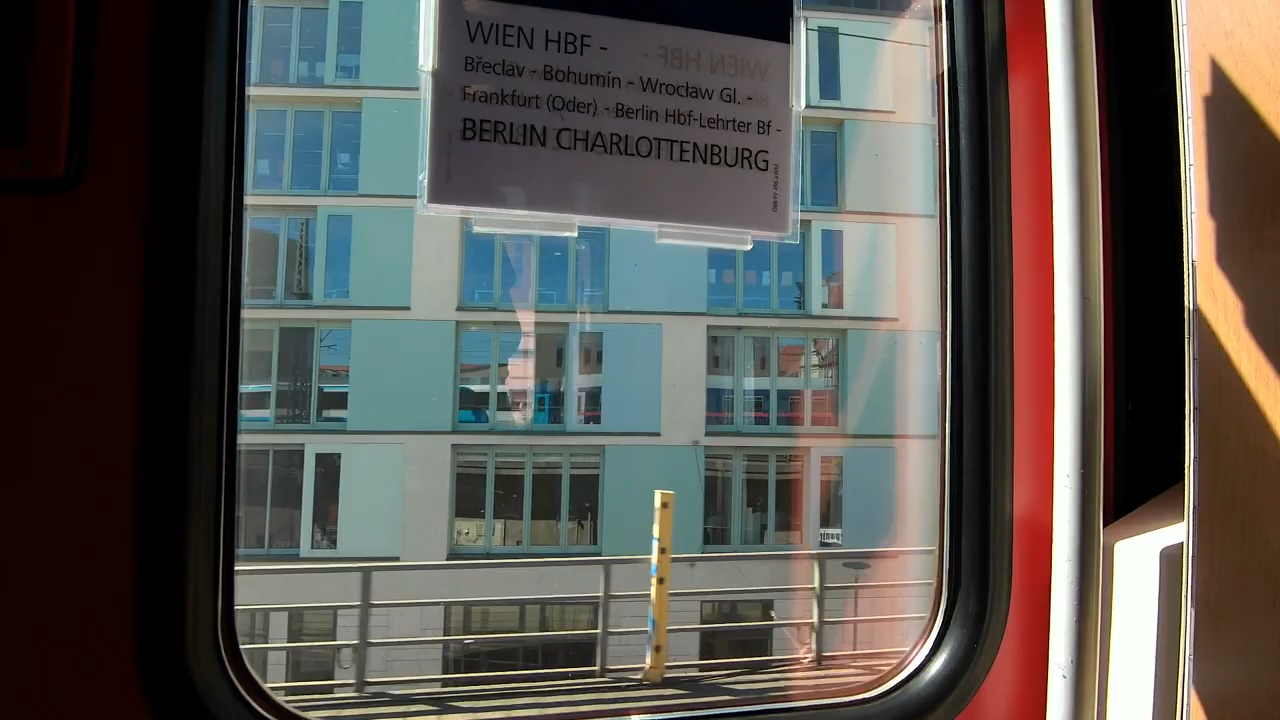 WIEN HBF -
Břeclav - Bohumín - Wrocław Gl. -
Frankfurt (Oder) - Berlin Hbf-Lehrter Bf -
BERLIN CHARLOTTENBURG